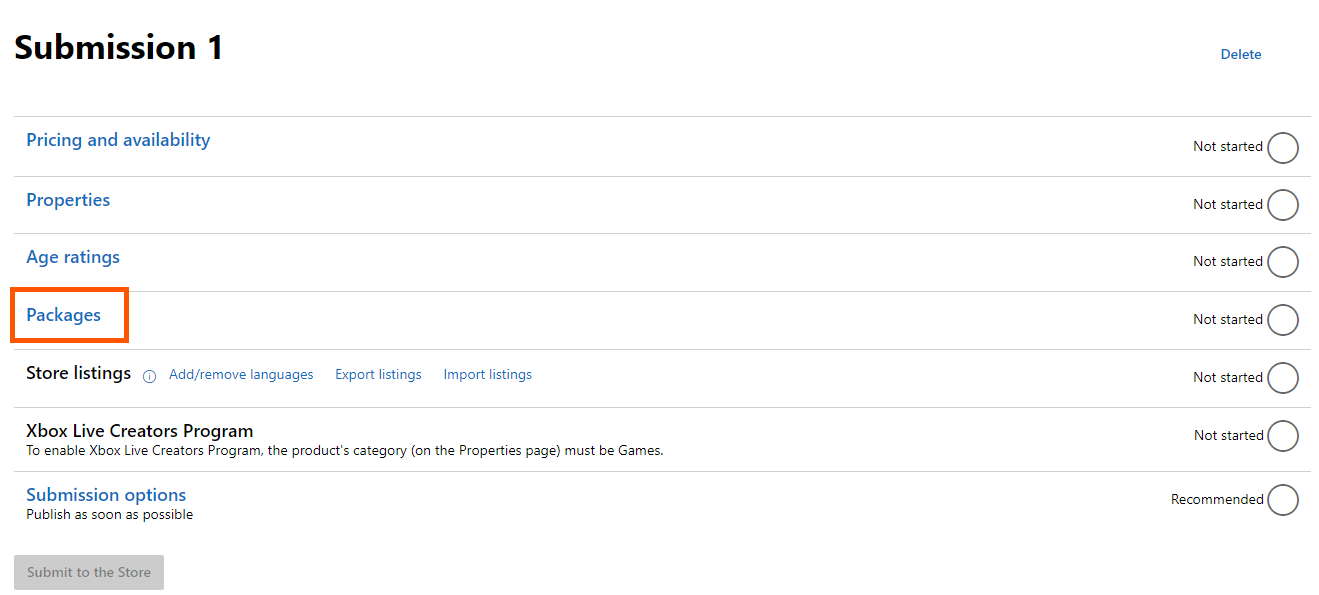 Submission 1
Delete
Pricing and availability
Not started
Properties
Not started
Age ratings
Not started
Packages
Not started
Store listings Add/remove languages Export listings Import listings
Not started
Xbox Live Creators Program
To enable Xbox Live Creators Program, the product's category (on the Properties page) must be Games.
Not started
Submission options
Publish as soon as possible
Recommended
Submit to the Store